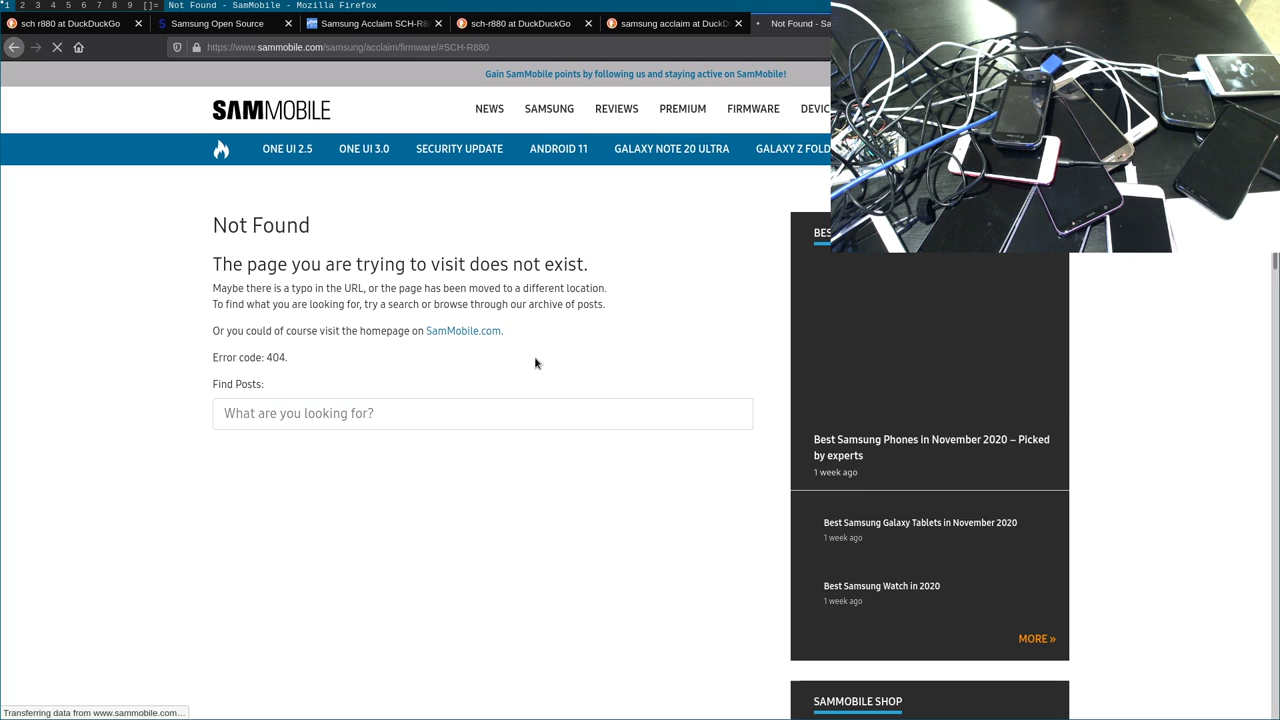 1 2 3 4 5 6 7 8 9 []= Not Found - SamMobile - Mozilla Firefox
sch-r880 at DuckDuckGo
Samsung Open Source
Samsung Acclaim SCH-R8
sch-r880 at DuckDuckGo
samsung acclaim at DuckD
Not Found - Sa
https://www.sammobile.com/samsung/acclaim/firmware/#SCH-R880
Gain SamMobile points by following us and staying active on SamMobile!
SAMMOBILE
NEWS SAMSUNG REVIEWS PREMIUM FIRMWARE DEVIC
ONE UI 2.5 ONE UI 3.0 SECURITY UPDATE ANDROID 11 GALAXY NOTE 20 ULTRA GALAXY Z FOLD
Not Found
The page you are trying to visit does not exist.
Maybe there is a typo in the URL, or the page has been moved to a different location.
To find what you are looking for, try a search or browse through our archive of posts.
Or you could of course visit the homepage on SamMobile.com.
Error code: 404.
Find Posts:
What are you looking for?
BES
Best Samsung Phones in November 2020 – Picked
by experts
1 week ago
Best Samsung Galaxy Tablets in November 2020
1 week ago
Best Samsung Watch in 2020
1 week ago
MORE »
SAMMOBILE SHOP
Transferring data from www.sammobile.com…